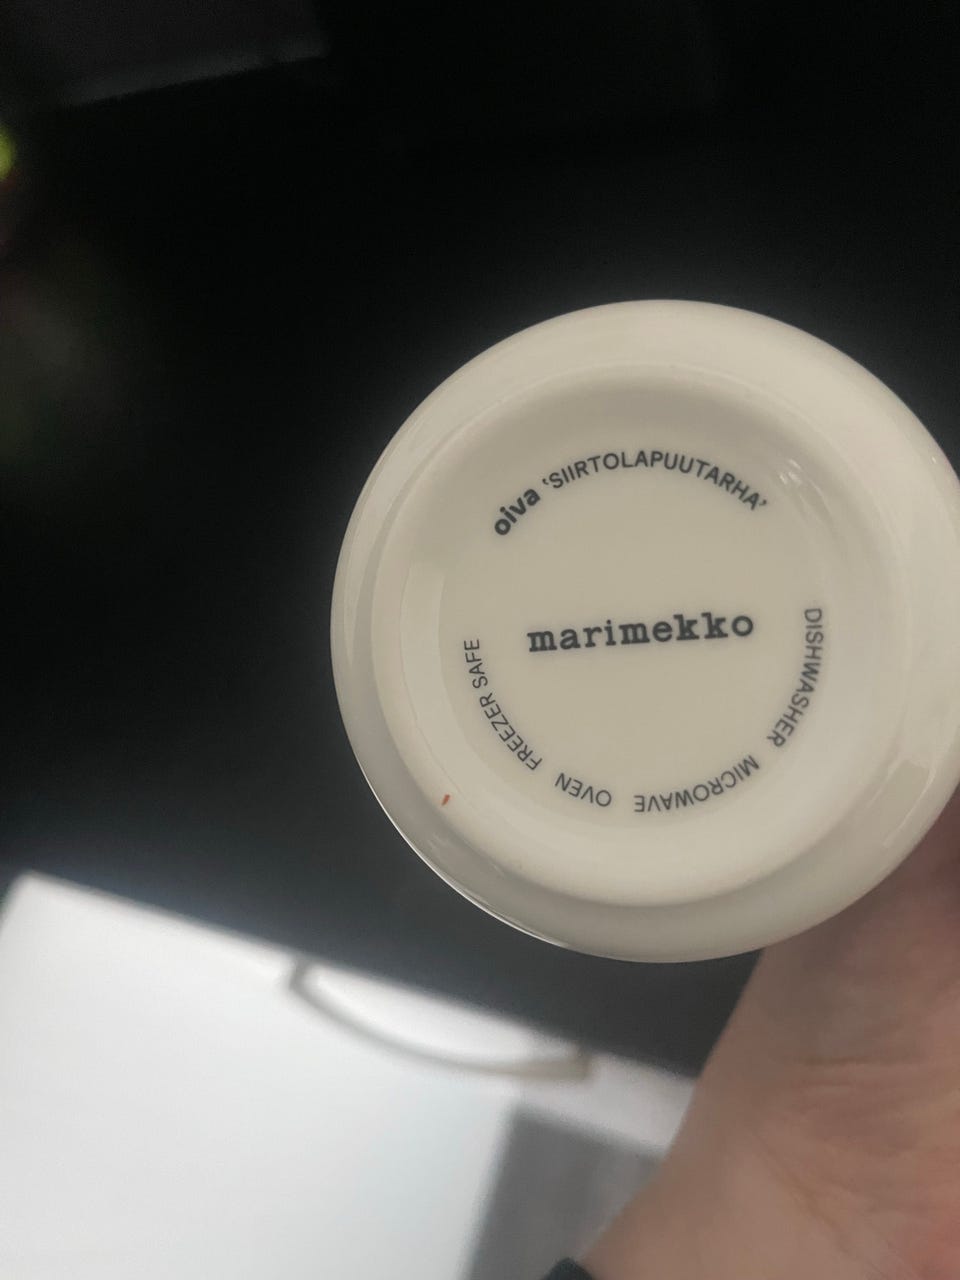 oiva 'SIIRTOLAPUUTARHA'
marimekko
DISHWASHER MICROWAVE OVEN FREEZER SAFE